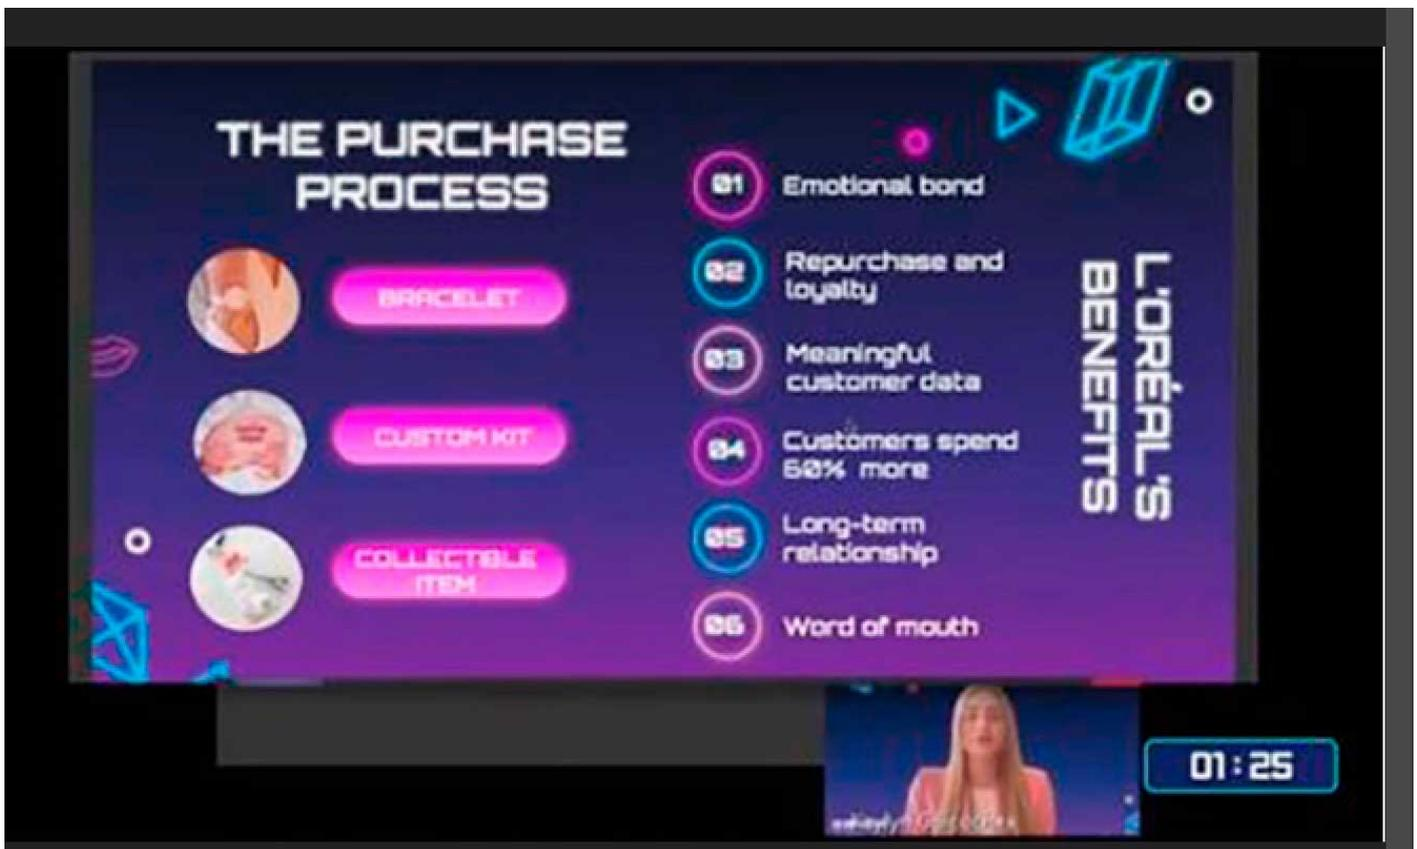 THE PURCHASE
PROCESS
BRACELET
CUSTOM KIT
COLLECTIBLE
ITEM
01 Emotional bond
02 Repurchase and
loyalty
03 Meaningful
customer data
04 Customers spend
60% more
05 Long-term
relationship
06 Word of mouth
L'ORÉAL'S
BENEFITS
01:25